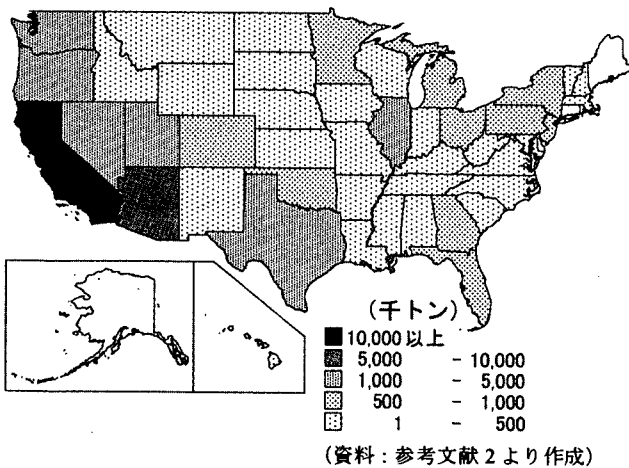 (千トン)
10,000 以上
5,000 - 10,000
1,000 - 5,000
500 - 1,000
1 - 500
(資料:参考文献2より作成)